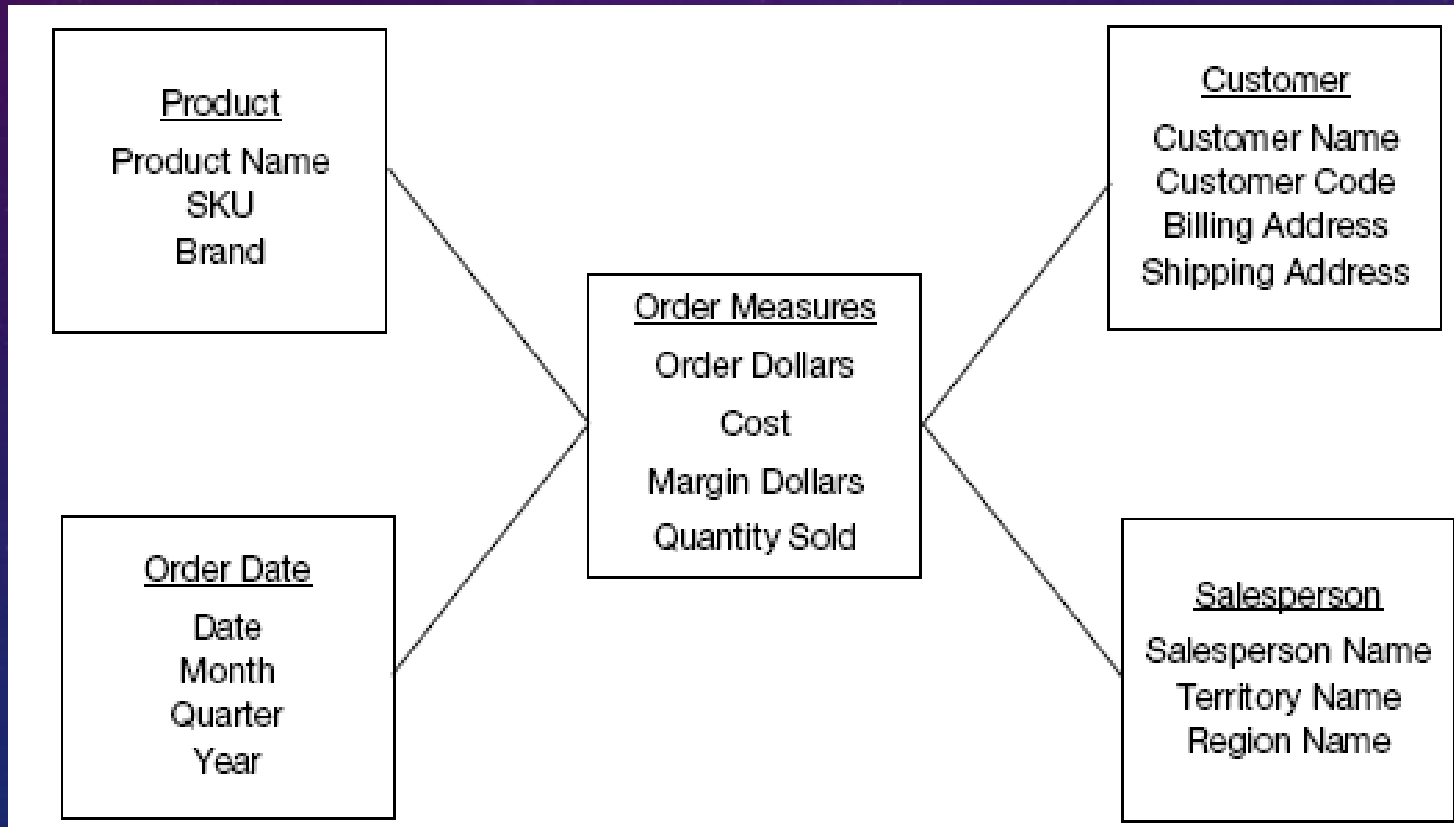 Product
Product Name
SKU
Brand
Customer
Customer Name
Customer Code
Billing Address
Shipping Address
Order Measures
Order Dollars
Cost
Margin Dollars
Quantity Sold
Order Date
Date
Month
Quarter
Year
Salesperson
Salesperson Name
Territory Name
Region Name